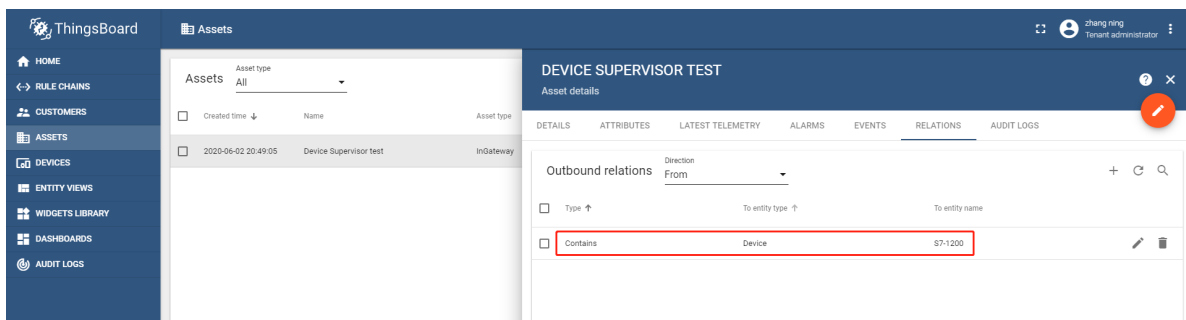 ThingsBoard
Assets
zhang ning
Tenant administrator
HOME
RULE CHAINS
CUSTOMERS
ASSETS
DEVICES
ENTITY VIEWS
WIDGETS LIBRARY
DASHBOARDS
AUDIT LOGS
Assets
Asset type
All
Created time
Name
Asset type
2020-06-02 20:49:05
Device Supervisor test
InGateway
DEVICE SUPERVISOR TEST
Asset details
DETAILS ATTRIBUTES LATEST TELEMETRY ALARMS EVENTS RELATIONS AUDIT LOGS
Outbound relations
Direction
From
Type To entity type To entity name
Contains Device S7-1200